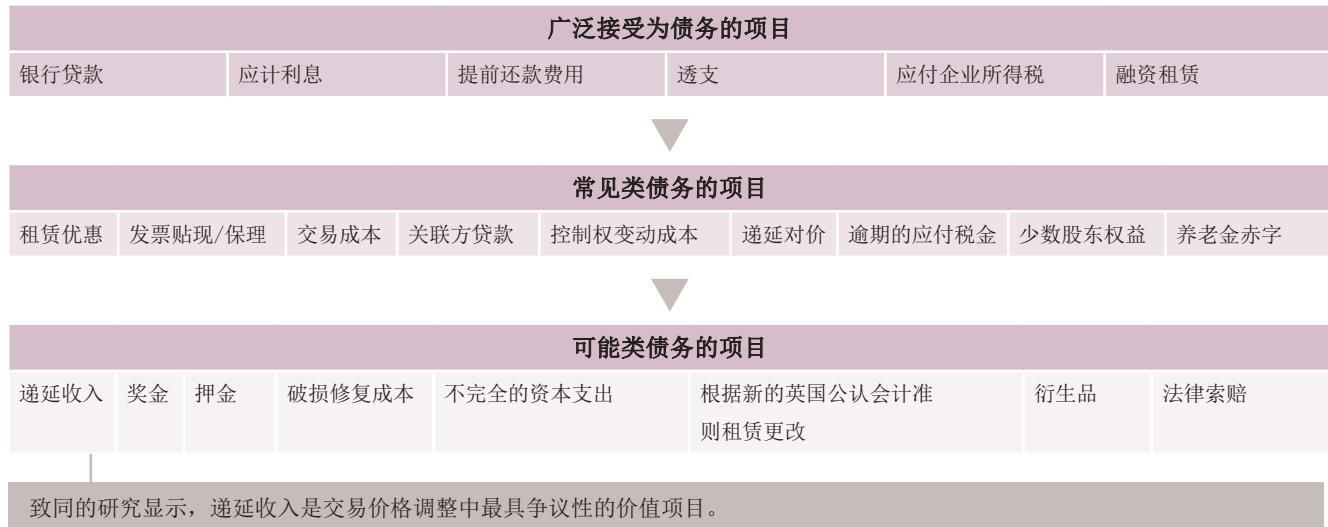 广泛接受为债务的项目
银行贷款 应计利息 提前还款费用 透支 应付企业所得税 融资租赁
常见类债务的项目
租赁优惠 发票贴现/保理 交易成本 关联方贷款 控制权变动成本 递延对价 逾期的应付税金 少数股东权益 养老金赤字
可能类债务的项目
递延收入 奖金 押金 破损修复成本 不完全的资本支出 根据新的英国公认会计准 衍生品 法律索赔
则租赁更改
致同的研究显示，递延收入是交易价格调整中最具争议性的价值项目。